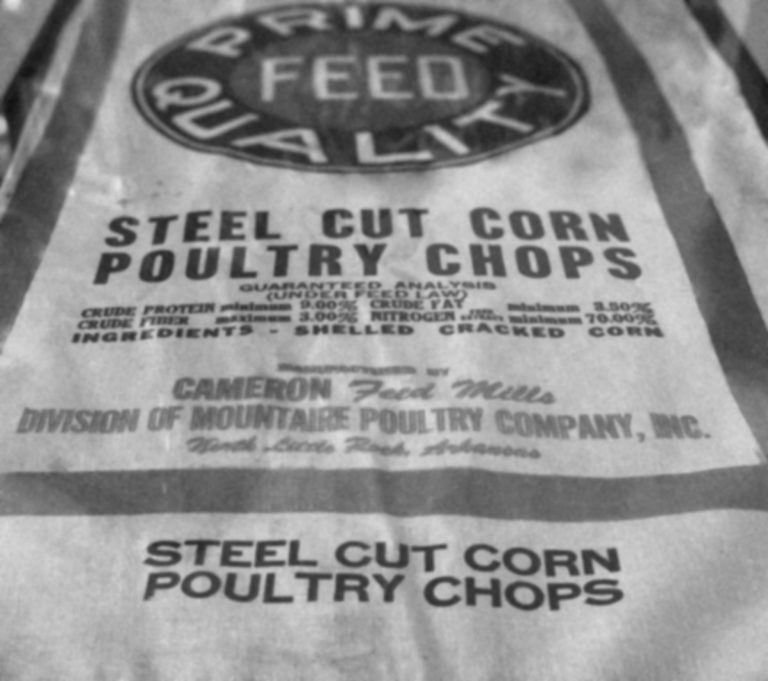 PRIME
FEED
QUALITY
STEEL CUT CORN
POULTRY CHOPS
GUARANTEED ANALYSIS
(UNDER FEED LAW)
CRUDE PROTEIN minimum 9.00% CRUDE FAT minimum 3.50%
CRUDE FIBER maximum 3.00% NITROGEN minimum 70.00%
INGREDIENTS - SHELLED CRACKED CORN
MANUFACTURED BY
CAMERON Feed Mills
DIVISION OF MOUNTAIRE POULTRY COMPANY, INC.
North Little Rock, Arkansas
STEEL CUT CORN
POULTRY CHOPS